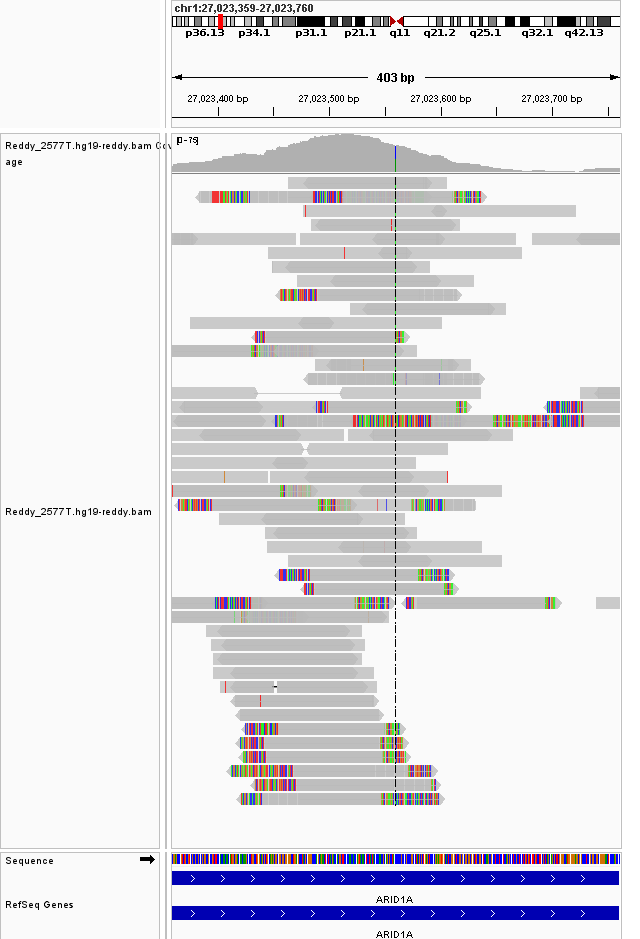 chr1:27,023,359-27,023,760
p36.13 p34.1 p31.1 p21.1 q11 q21.2 q25.1 q32.1 q42.13
403 bp
27,023,400 bp 27,023,500 bp 27,023,600 bp 27,023,700 bp
Reddy_2577T.hg19-reddy.bam Cov
age
[0-79]
Reddy_2577T.hg19-reddy.bam
Sequence
RefSeq Genes
ARID1A
ARID1A